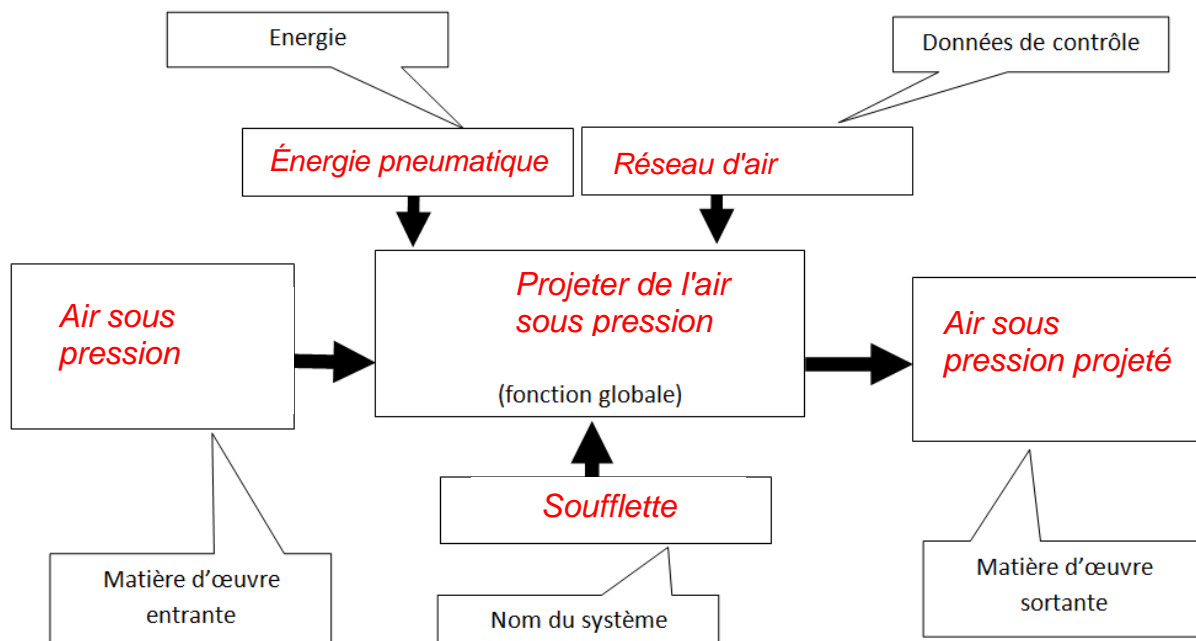 Energie
Données de contrôle
Énergie pneumatique
Réseau d'air
Air sous
pression
Projeter de l'air
sous pression
(fonction globale)
Air sous
pression projeté
Soufflette
Matière d’œuvre
entrante
Nom du système
Matière d’œuvre
sortante